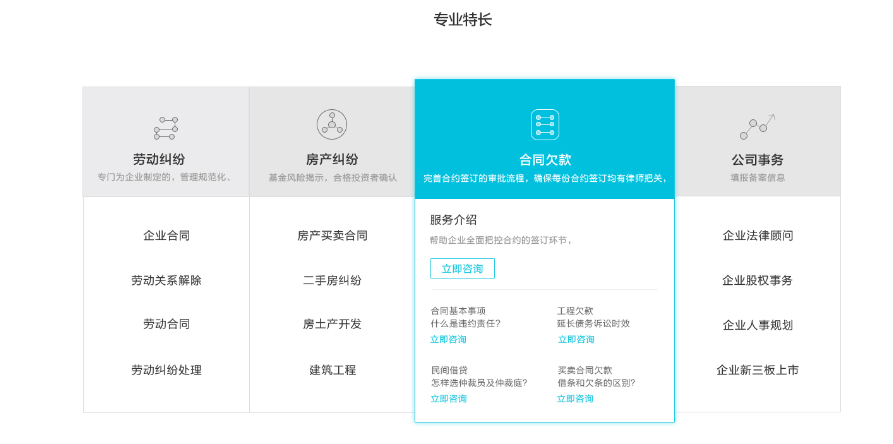 专业特长
劳动纠纷
专门为企业制定的，管理规范化、
企业合同
劳动关系解除
劳动合同
劳动纠纷处理
房产纠纷
基金风险揭示，合格投资者确认
房产买卖合同
二手房纠纷
房土产开发
建筑工程
合同欠款
完善合约签订的审批流程，确保每份合约签订均有律师把关，
服务介绍
帮助企业全面把控合约的签订环节，
立即咨询
合同基本事项
什么是违约责任?
立即咨询
工程欠款
延长债务诉讼时效
立即咨询
民间借贷
怎样选仲裁员及仲裁庭?
立即咨询
买卖合同欠款
借条和欠条的区别?
立即咨询
公司事务
填报备案信息
企业法律顾问
企业股权事务
企业人事规划
企业新三板上市